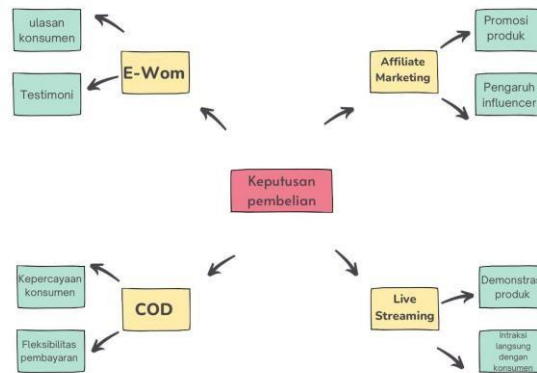 ulasan
konsumen
Testimoni
E-Wom
Affiliate
Marketing
Promosi
produk
Pengaruh
influencer
Keputusan
pembelian
Kepercayaan
konsumen
Fleksibilitas
pembayaran
COD
Live
Streaming
Demonstras
produk
Intraksi
langsung
dengan
konsumen